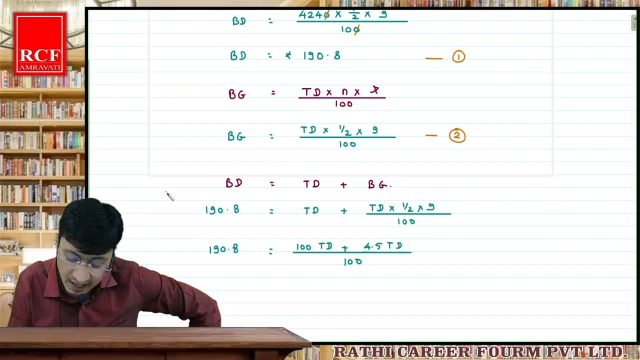 RCF
AMRAVATI
BD = 4240 × 1/2 × 9
100
BD = ₹ 190.8 — 1
BG = TD × n × r
100
BG = TD × 1/2 × 9 — 2
100
BD = TD + BG.
190.8 = TD + TD × 1/2 × 9
100
190.8 = 100 TD + 4.5 TD
100
RATHI CAREER FOURM PVT LTD